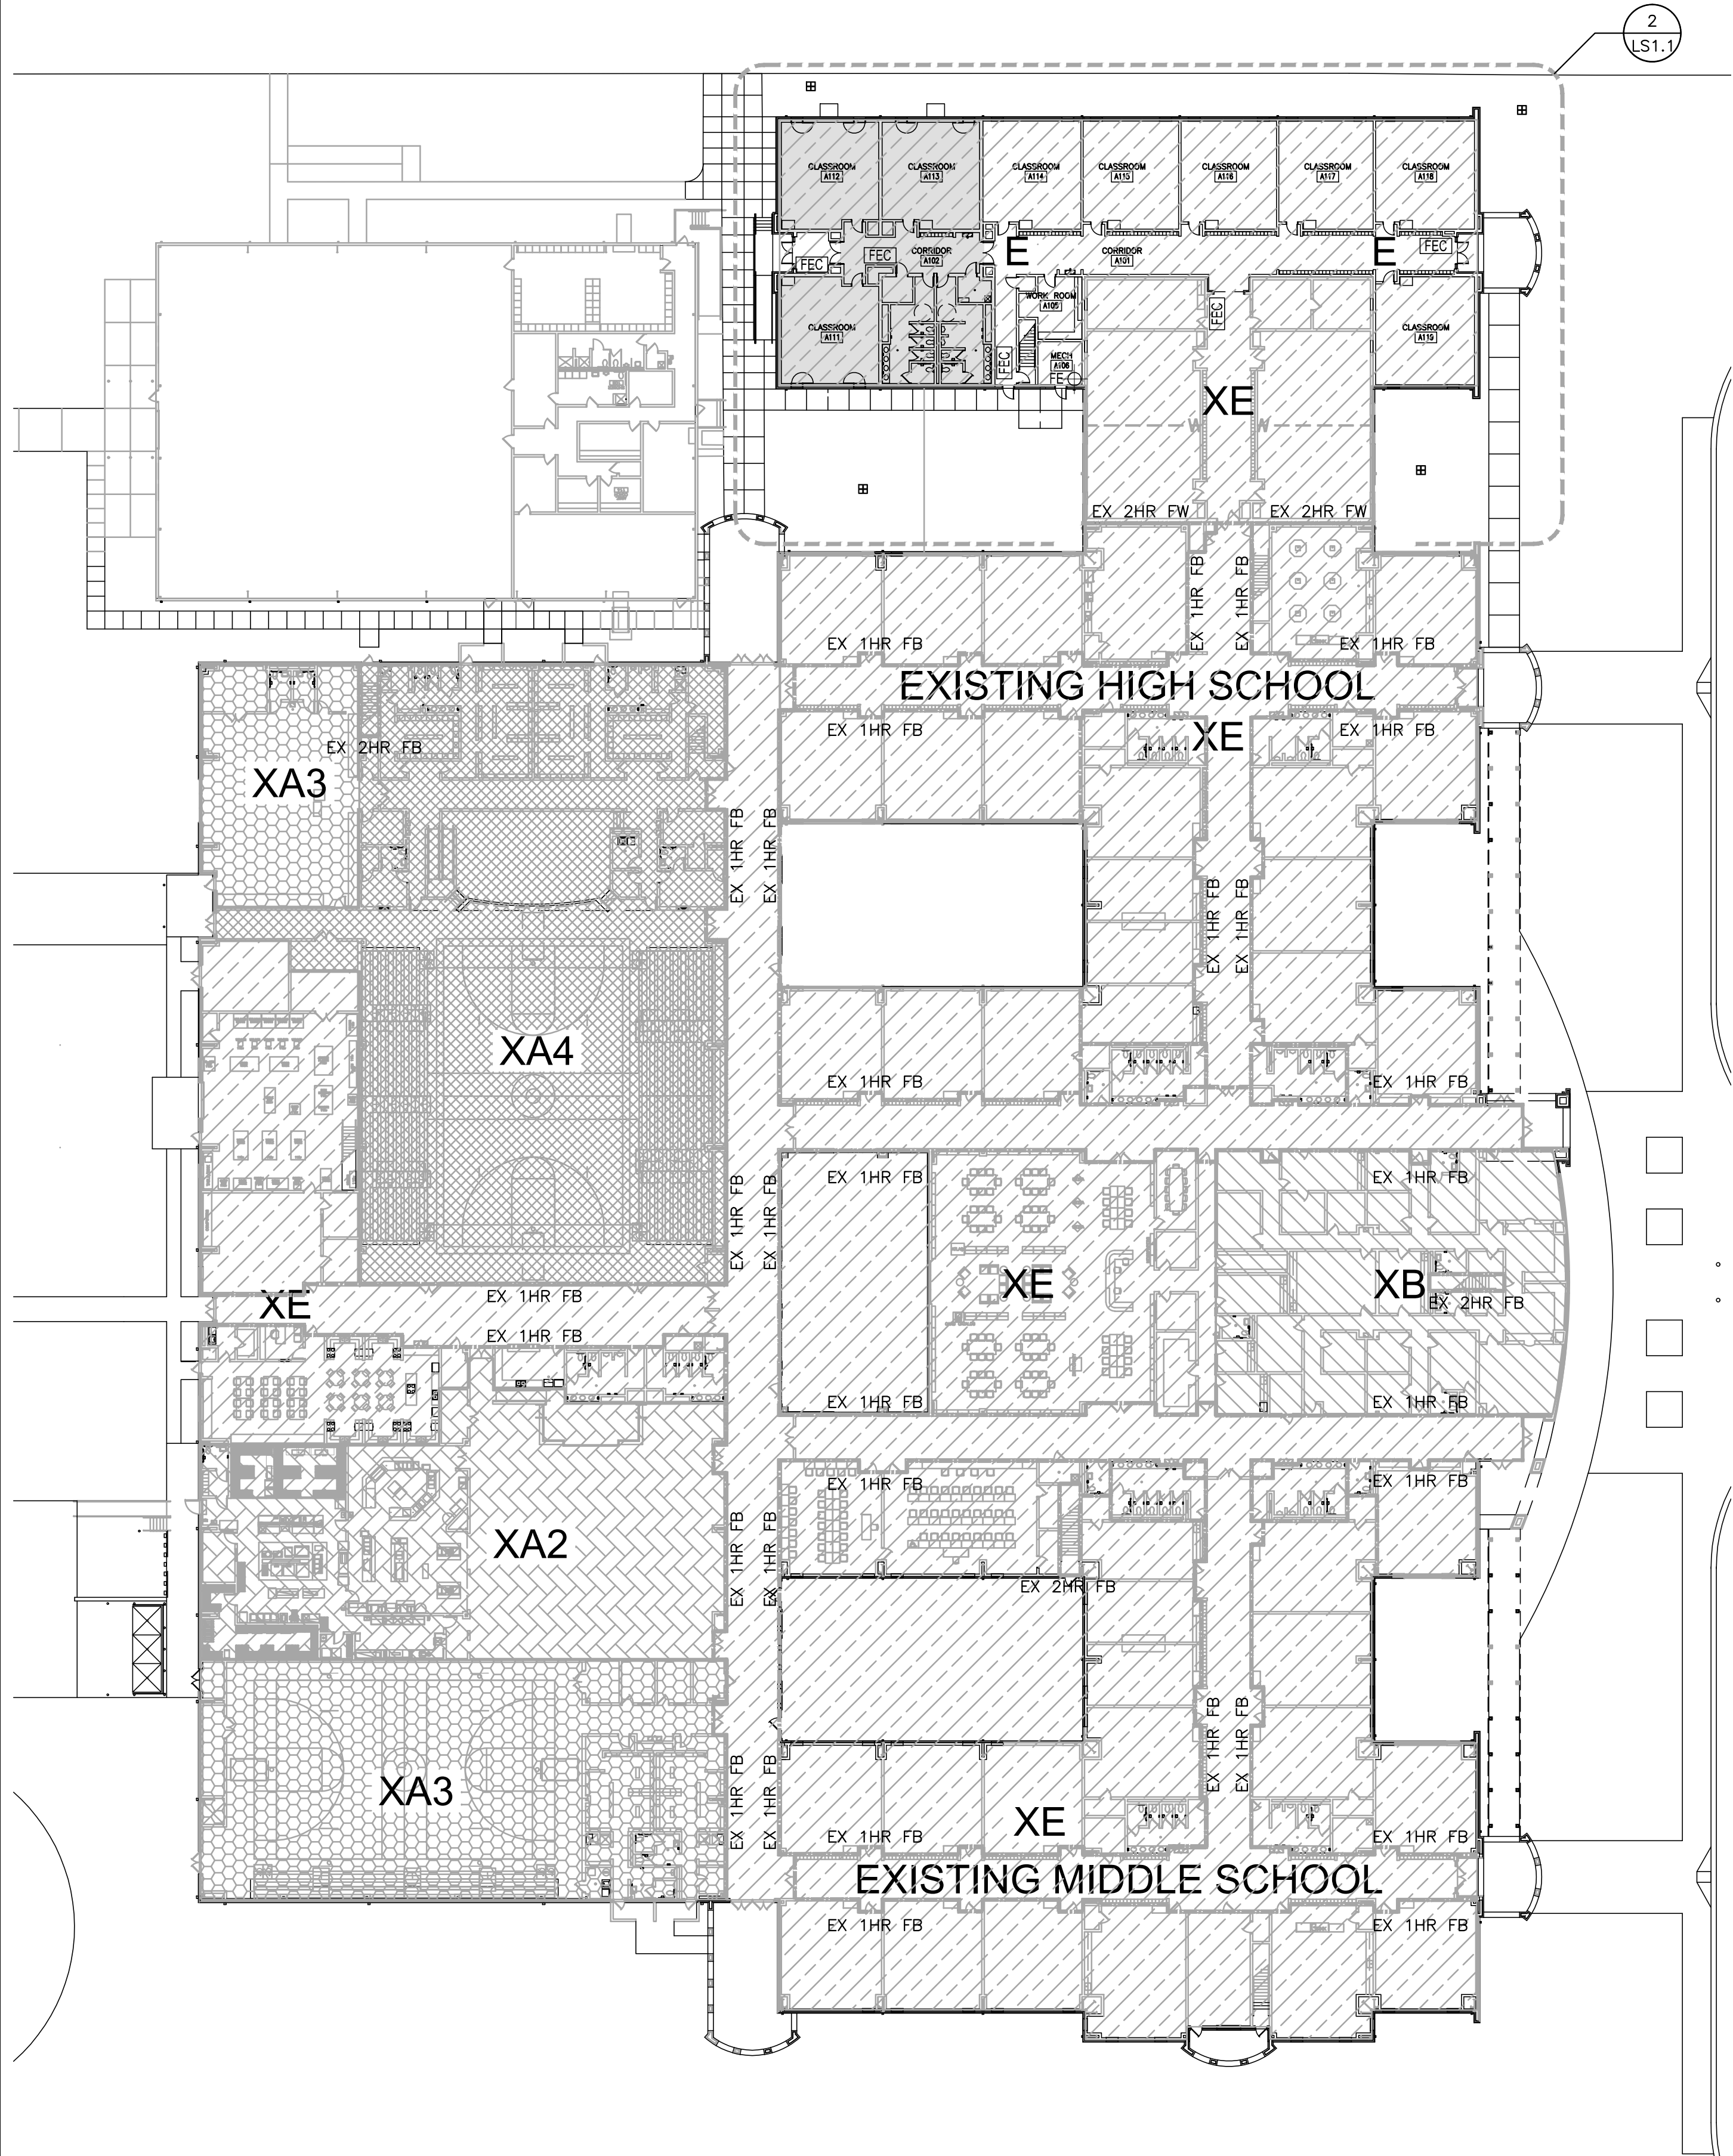 2
LS1.1
CLASSROOM
A112
CLASSROOM
A113
CLASSROOM
A114
CLASSROOM
A115
CLASSROOM
A116
CLASSROOM
A117
CLASSROOM
A118
FEC
FEC
CORRIDOR
A102
E
CORRIDOR
A101
E
FEC
CLASSROOM
A111
WORK ROOM
A105
FEC
FEC
MECH
A106
FE
CLASSROOM
A119
XE
W
W
EX 2HR FW
EX 2HR FW
EX 1HR FB
EX 1HR FB
EX 1HR FB
EX 1HR FB
EXISTING HIGH SCHOOL
XE
EX 1HR FB
EX 1HR FB
EX 2HR FB
XA3
EX 1HR FB
EX 1HR FB
EX 1HR FB
EX 1HR FB
XA4
EX 1HR FB
EX 1HR FB
EX 1HR FB
EX 1HR FB
EX 1HR FB
EX 1HR FB
XE
EX 1HR FB
EX 1HR FB
XE
XB
EX 2HR FB
EX 1HR FB
EX 1HR FB
EX 1HR FB
EX 1HR FB
EX 1HR FB
EX 1HR FB
XA2
EX 2HR FB
EX 1HR FB
EX 1HR FB
EX 1HR FB
EX 1HR FB
XA3
XE
EX 1HR FB
EX 1HR FB
EXISTING MIDDLE SCHOOL
EX 1HR FB
EX 1HR FB